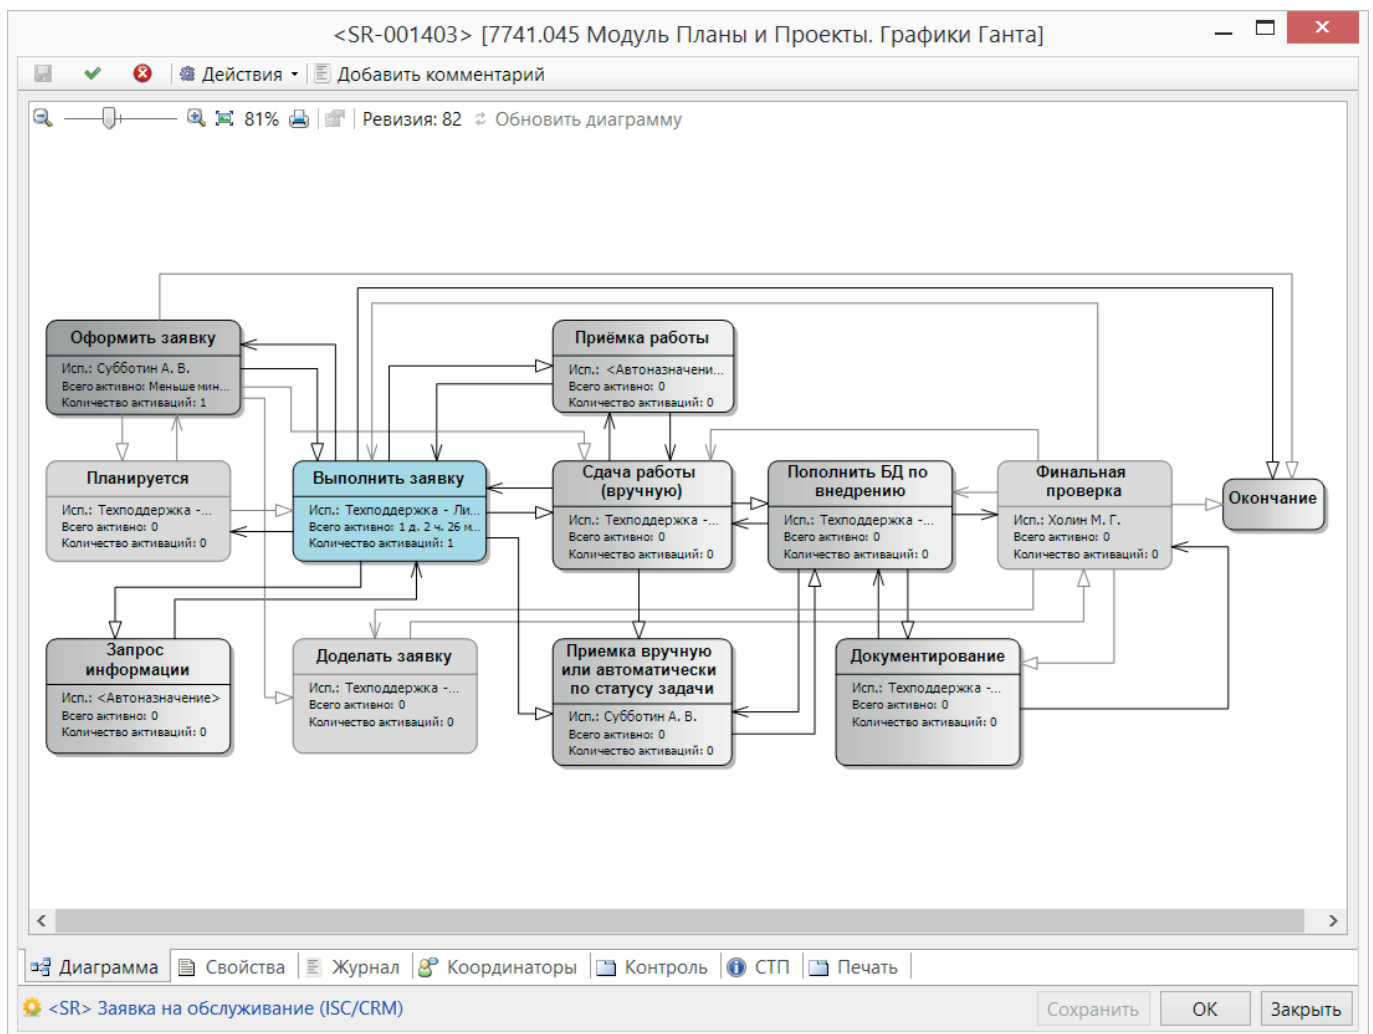 <SR-001403> [7741.045 Модуль Планы и Проекты. Графики Ганта]
Действия
Добавить комментарий
81%
Ревизия: 82
Обновить диаграмму
Оформить заявку
Исп.: Субботин А. В.
Всего активно: Меньше мин...
Количество активаций: 1
Приёмка работы
Исп.: <Автоназначени...
Всего активно: 0
Количество активаций: 0
Планируется
Исп.: Техподдержка -...
Всего активно: 0
Количество активаций: 0
Выполнить заявку
Исп.: Техподдержка - Ли...
Всего активно: 1 д. 2 ч. 26 м...
Количество активаций: 1
Сдача работы
(вручную)
Исп.: Техподдержка -...
Всего активно: 0
Количество активаций: 0
Пополнить БД по
внедрению
Исп.: Техподдержка -...
Всего активно: 0
Количество активаций: 0
Финальная
проверка
Исп.: Холин М. Г.
Всего активно: 0
Количество активаций: 0
Окончание
Запрос
информации
Исп.: <Автоназначение>
Всего активно: 0
Количество активаций: 0
Доделать заявку
Исп.: Техподдержка -...
Всего активно: 0
Количество активаций: 0
Приемка вручную
или автоматически
по статусу задачи
Исп.: Субботин А. В.
Всего активно: 0
Количество активаций: 0
Документирование
Исп.: Техподдержка -...
Всего активно: 0
Количество активаций: 0
Диаграмма
Свойства
Журнал
Координаторы
Контроль
СТП
Печать
<SR> Заявка на обслуживание (ISC/CRM)
Сохранить
OK
Закрыть